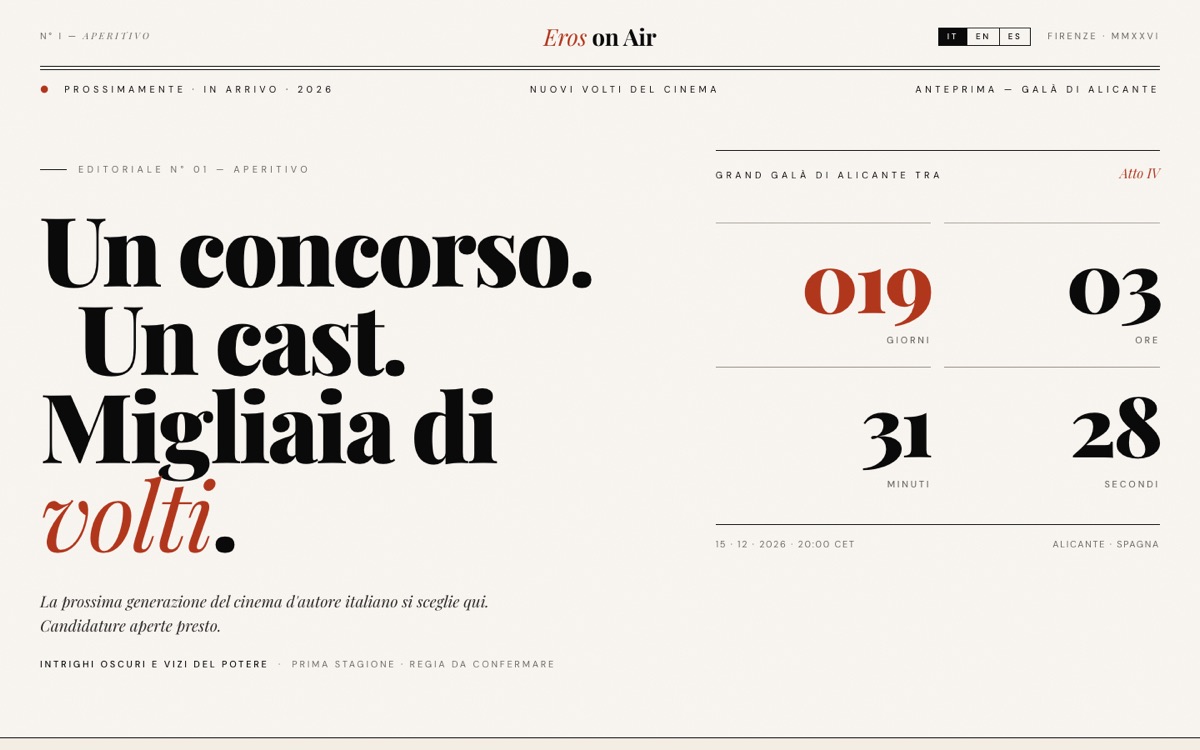 N° 1 — APERITIVO
Eros on Air
IT EN ES
FIRENZE · MMXXVI
PROSSIMAMENTE · IN ARRIVO · 2026
NUOVI VOLTI DEL CINEMA
ANTEPRIMA — GALÀ DI ALICANTE
EDITORIALE N° 01 — APERITIVO
Un concorso.
Un cast.
Migliaia di
volti.
La prossima generazione del cinema d'autore italiano si sceglie qui.
Candidature aperte presto.
INTRIGHI OSCURI E VIZI DEL POTERE · PRIMA STAGIONE · REGIA DA CONFERMARE
GRAND GALÀ DI ALICANTE TRA
Atto IV
019
GIORNI
03
ORE
31
MINUTI
28
SECONDI
15 · 12 · 2026 · 20:00 CET
ALICANTE · SPAGNA